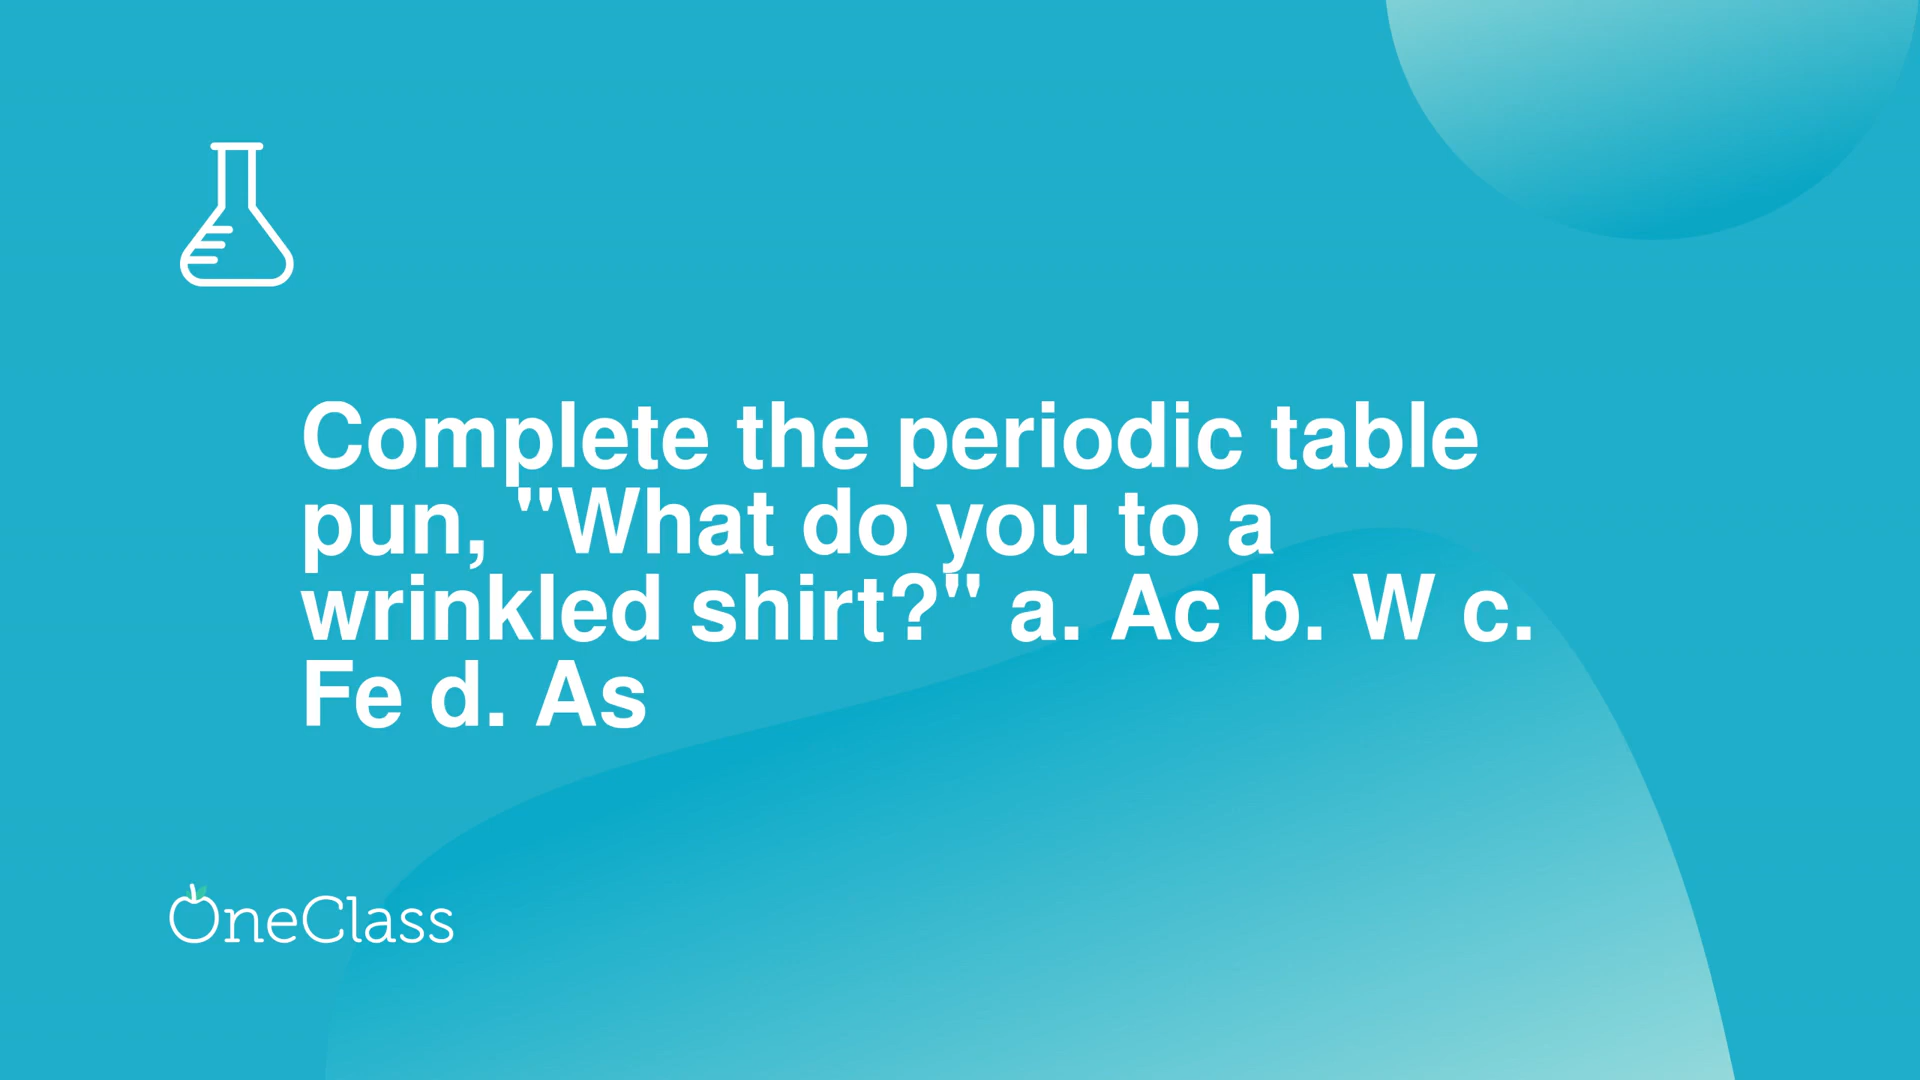 Complete the periodic table
pun, "What do you to a
wrinkled shirt?" a. Ac b. W c.
Fe d. As
OneClass